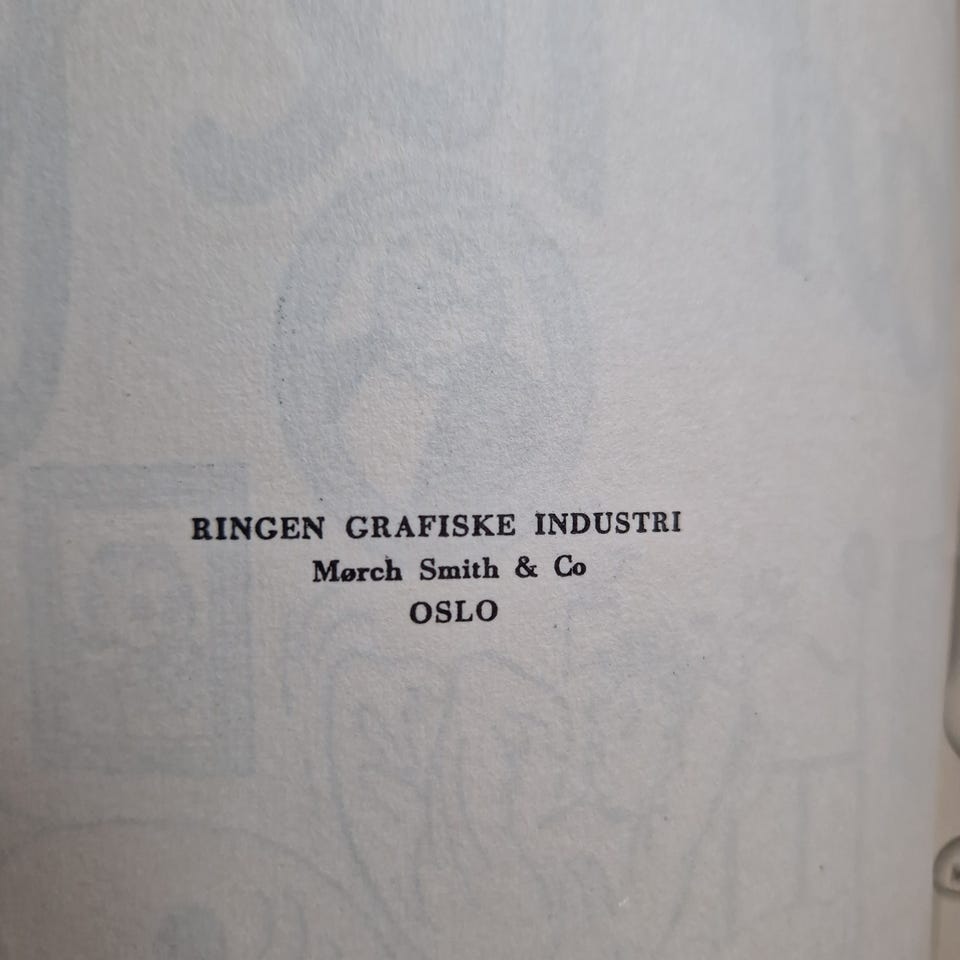 RINGEN GRAFISKE INDUSTRI
Mørch Smith & Co
OSLO